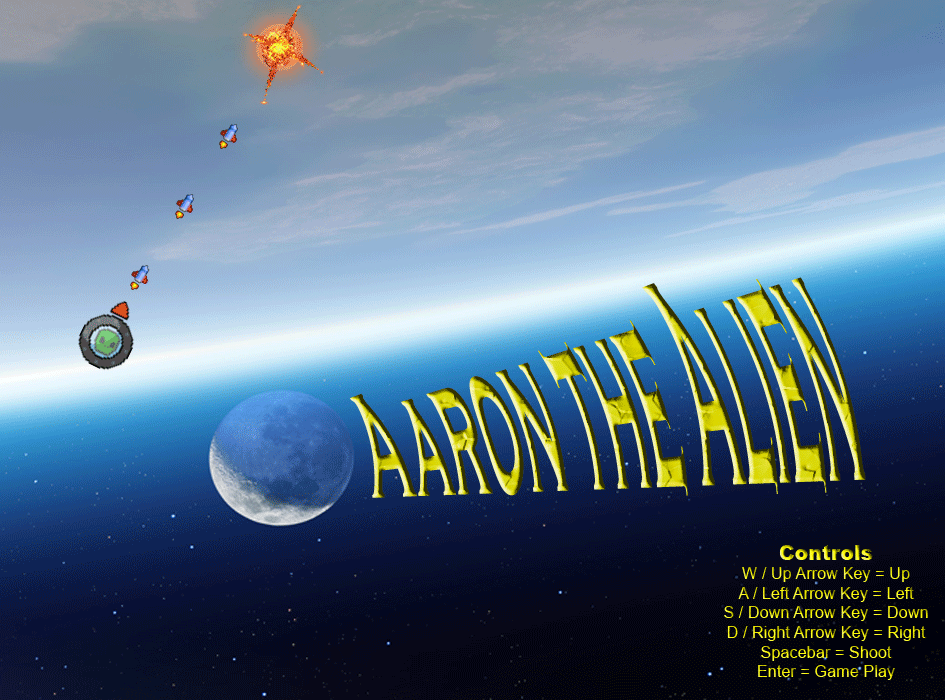 AARON THE ALIEN
Controls
W / Up Arrow Key = Up
A / Left Arrow Key = Left
S / Down Arrow Key = Down
D / Right Arrow Key = Right
Spacebar = Shoot
Enter = Game Play